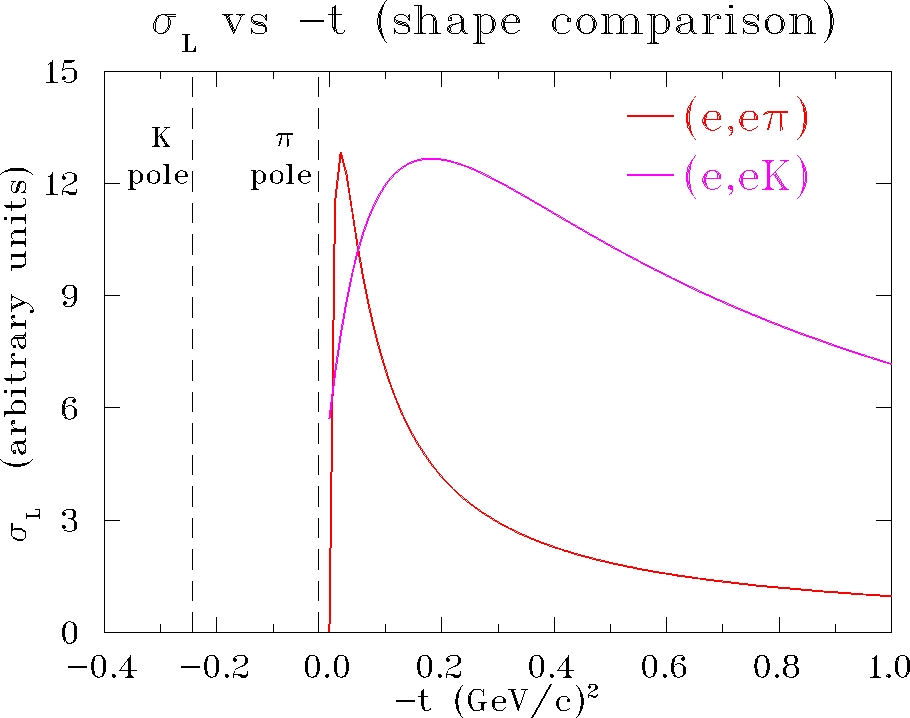 σL vs −t (shape comparison)
15
12
9
6
3
0
σL (arbitrary units)
K
pole
π
pole
(e,eπ)
(e,eK)
−0.4
−0.2
0.0
0.2
0.4
0.6
0.8
1.0
−t (GeV/c)²